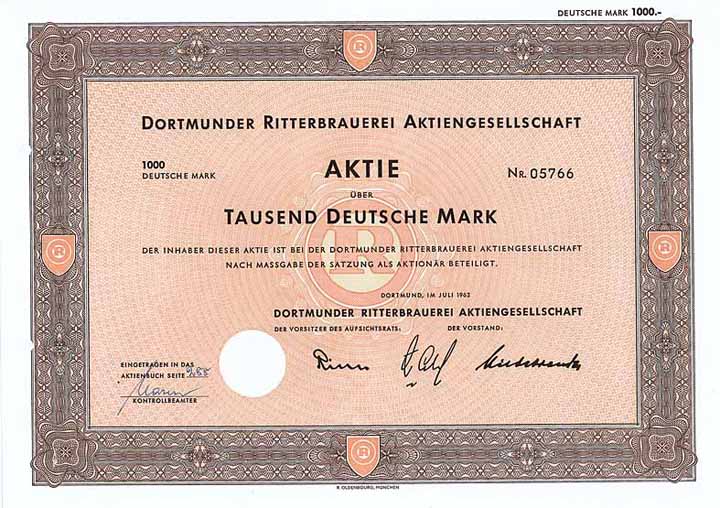 DEUTSCHE MARK 1000.-
R
DORTMUNDER RITTERBRAUEREI AKTIENGESELLSCHAFT
1000
DEUTSCHE MARK
AKTIE
NR. 05766
ÜBER
TAUSEND DEUTSCHE MARK
R
R
R
DER INHABER DIESER AKTIE IST BEI DER DORTMUNDER RITTERBRAUEREI AKTIENGESELLSCHAFT
NACH MASSGABE DER SATZUNG ALS AKTIONÄR BETEILIGT.
DORTMUND, IM JULI 1962
DORTMUNDER RITTERBRAUEREI AKTIENGESELLSCHAFT
DER VORSITZER DES AUFSICHTSRATS:
DER VORSTAND:
EINGETRAGEN IN DAS
AKTIENBUCH SEITE
KONTROLLBEAMTER
R
R. OLDENBOURG, MÜNCHEN